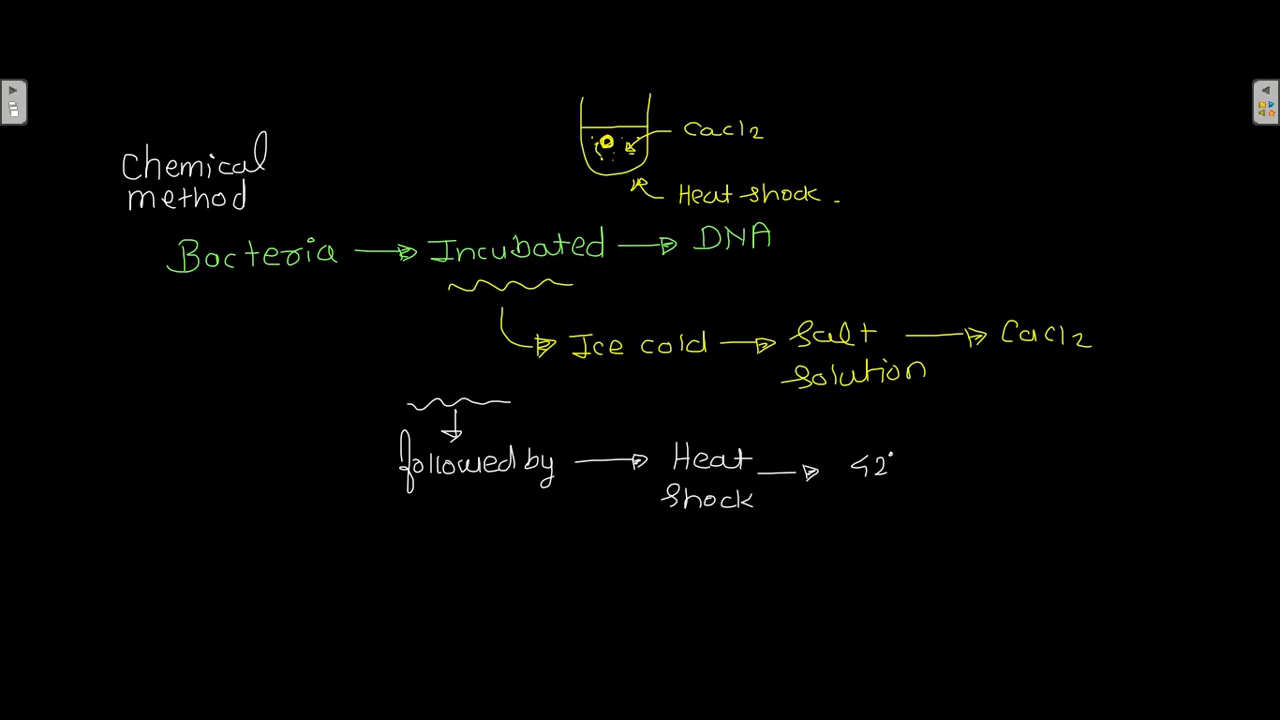 CaCl2
Chemical
method
Heat shock.
Bacteria → Incubated → DNA
Ice cold → Salt → CaCl2
solution
followed by → Heat → 42°
shock